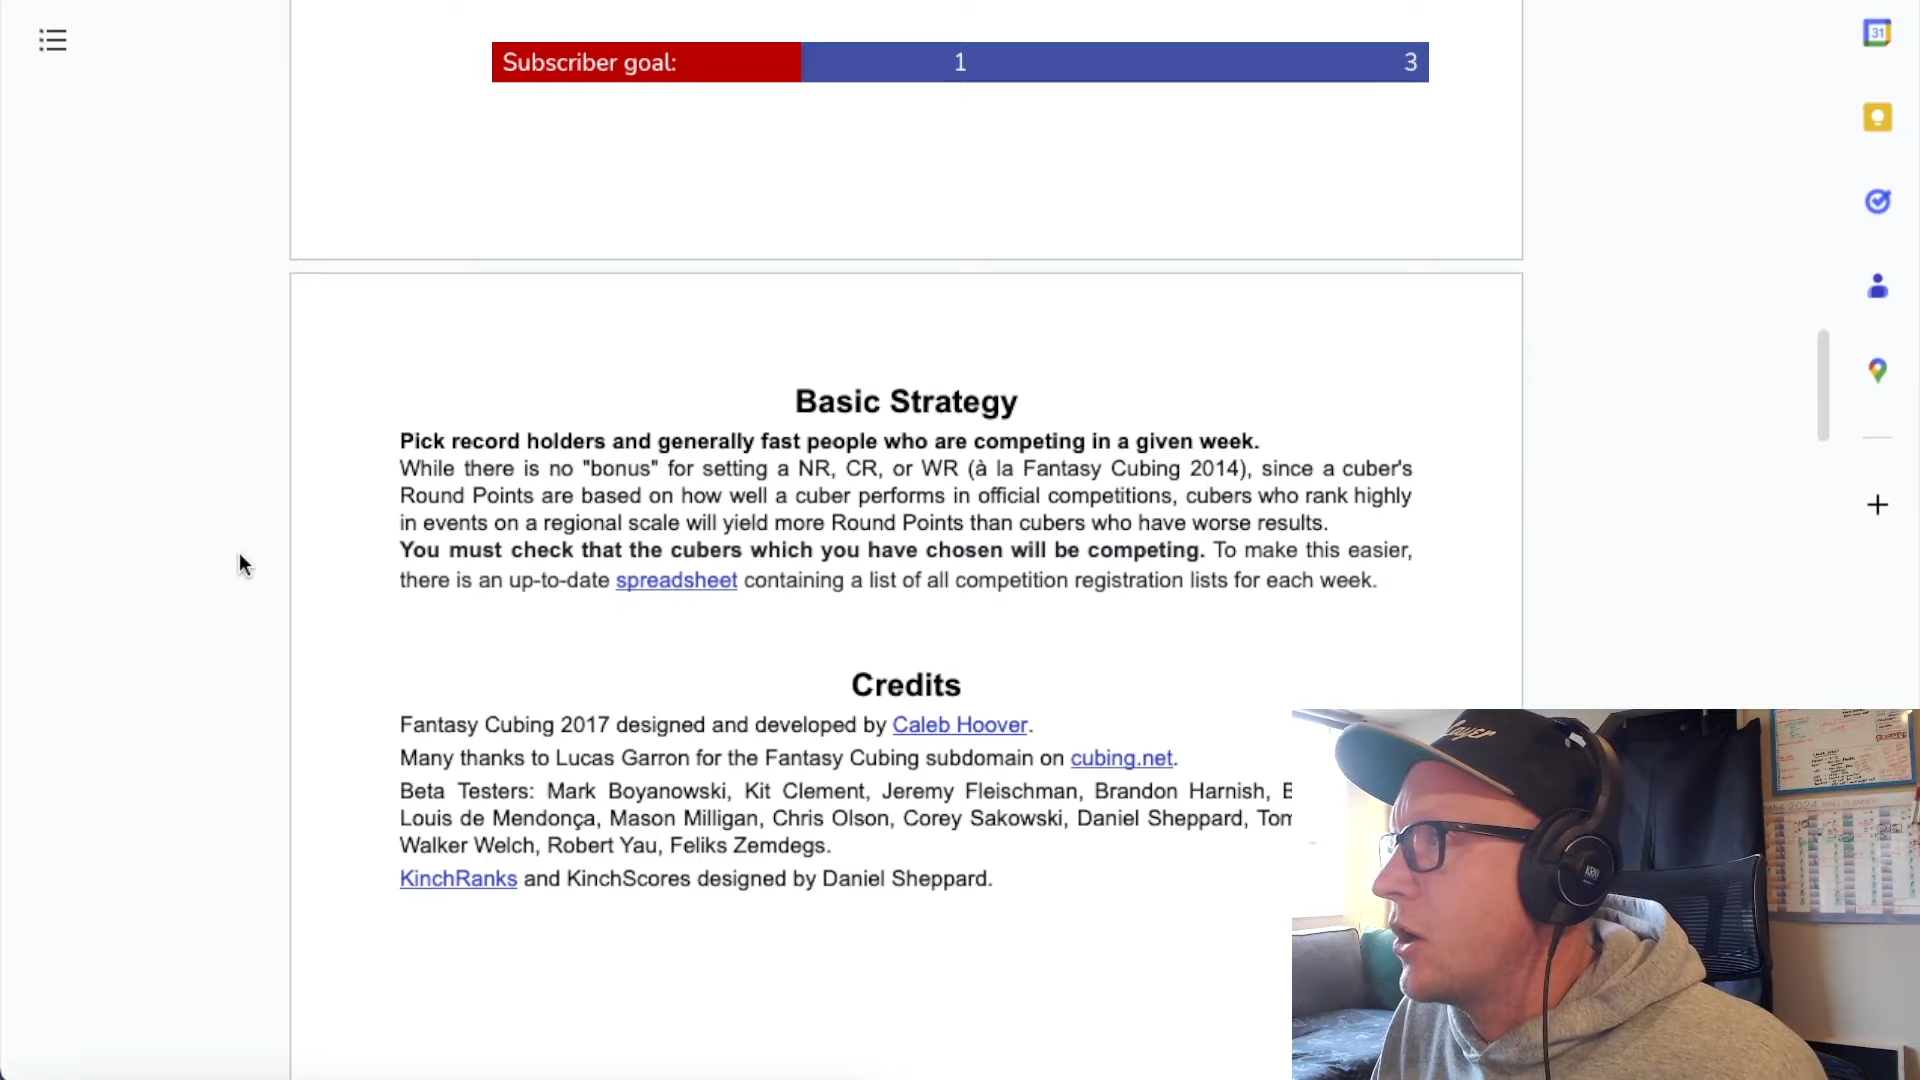 Subscriber goal: 1 3
31
Basic Strategy
Pick record holders and generally fast people who are competing in a given week.
While there is no "bonus" for setting a NR, CR, or WR (à la Fantasy Cubing 2014), since a cuber's
Round Points are based on how well a cuber performs in official competitions, cubers who rank highly
in events on a regional scale will yield more Round Points than cubers who have worse results.
You must check that the cubers which you have chosen will be competing. To make this easier,
there is an up-to-date spreadsheet containing a list of all competition registration lists for each week.
Credits
Fantasy Cubing 2017 designed and developed by Caleb Hoover.
Many thanks to Lucas Garron for the Fantasy Cubing subdomain on cubing.net.
Beta Testers: Mark Boyanowski, Kit Clement, Jeremy Fleischman, Brandon Harnish,
Louis de Mendonça, Mason Milligan, Chris Olson, Corey Sakowski, Daniel Sheppard,
Walker Welch, Robert Yau, Feliks Zemdegs.
KinchRanks and KinchScores designed by Daniel Sheppard.
2024
KRK